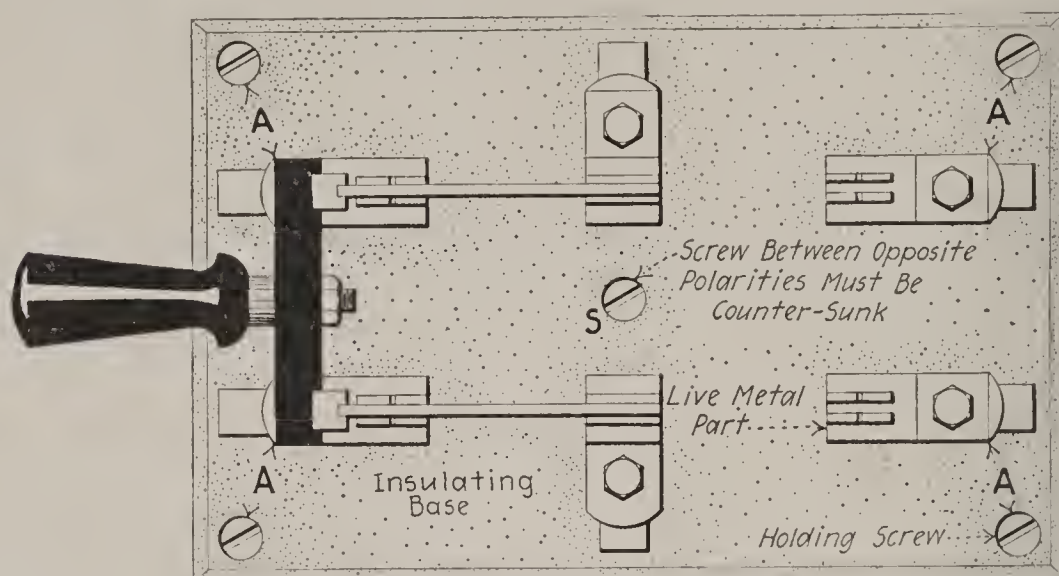 A
A
Screw Between Opposite
Polarities Must Be
Counter-Sunk
S
Live Metal
Part
A
Insulating
Base
A
Holding Screw